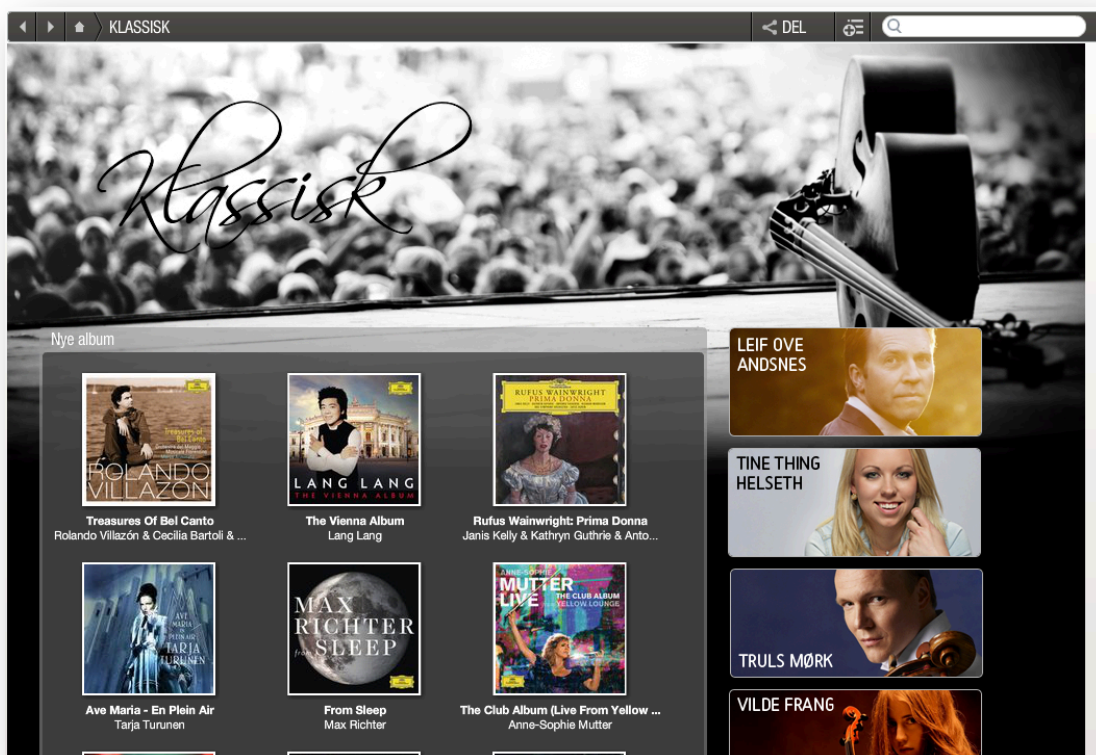 KLASSISK
DEL
Klassisk
Nye album
LEIF OVE
ANDSNES
TINE THING
HELSETH
TRULS MØRK
VILDE FRANG
Treasures of
Bel Canto
ROLANDO
VILLAZÓN
Treasures Of Bel Canto
Rolando Villazón & Cecilia Bartoli & ...
LANG LANG
THE VIENNA ALBUM
The Vienna Album
Lang Lang
RUFUS WAINWRIGHT
PRIMA DONNA
Rufus Wainwright: Prima Donna
Janis Kelly & Kathryn Guthrie & Anto...
AVE
MARIA
EN
PLEIN AIR
TARJA
TURUNEN
Ave Maria - En Plein Air
Tarja Turunen
MAX
RICHTER
from SLEEP
From Sleep
Max Richter
ANNE-SOPHIE
MUTTER
LIVE
THE CLUB ALBUM
YELLOW LOUNGE
The Club Album (Live From Yellow ...
Anne-Sophie Mutter